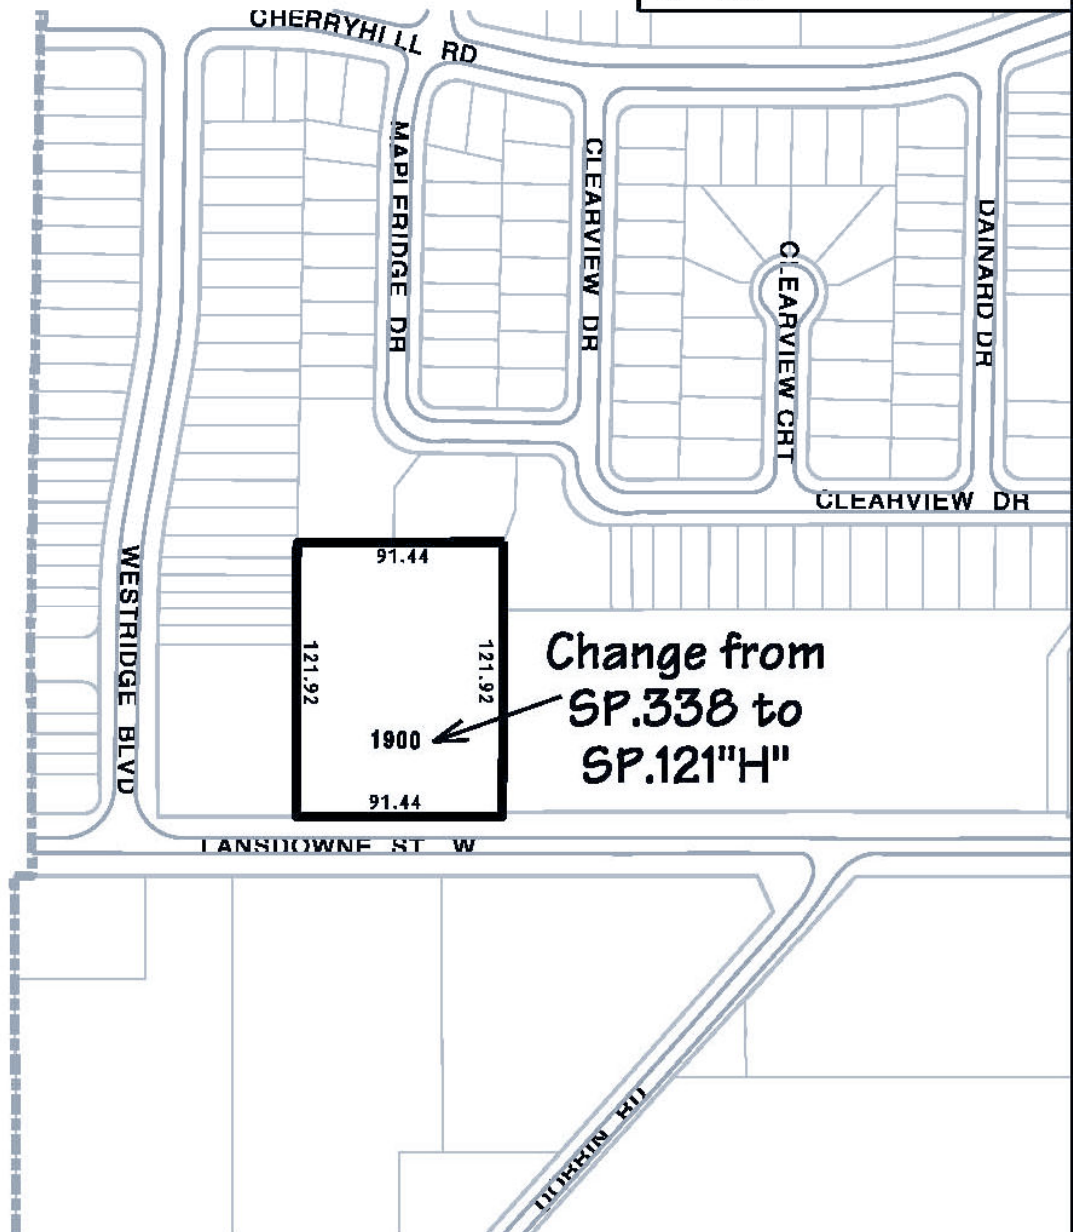 CHERRYHILL RD
MAPLERIDGE DR
CLEARVIEW DR
DAINARD DR
CLEARVIEW CRT
CLEARVIEW DR
WESTRIDGE BLVD
91.44
121.92
121.92
Change from
SP.338 to
SP.121"H"
1900
91.44
LANSDOWNE ST W
DOBBIN RD